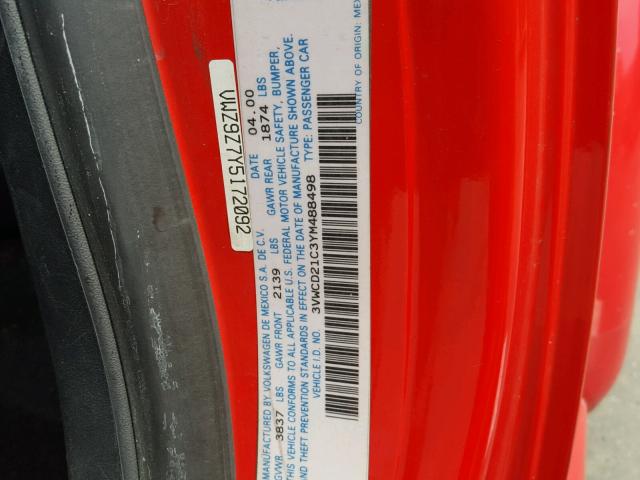 VWZ9Z7Y5172092
MANUFACTURED BY VOLKSWAGEN DE MEXICO S.A. DE C.V. DATE 04.00
GVWR 3837 LBS GAWR FRONT 2139 LBS GAWR REAR 1874 LBS
THIS VEHICLE CONFORMS TO ALL APPLICABLE U.S. FEDERAL MOTOR VEHICLE SAFETY, BUMPER,
AND THEFT PREVENTION STANDARDS IN EFFECT ON THE DATE OF MANUFACTURE SHOWN ABOVE.
VEHICLE I.D. NO. 3VWCD21C3YM488498 TYPE: PASSENGER CAR
COUNTRY OF ORIGIN: MEX